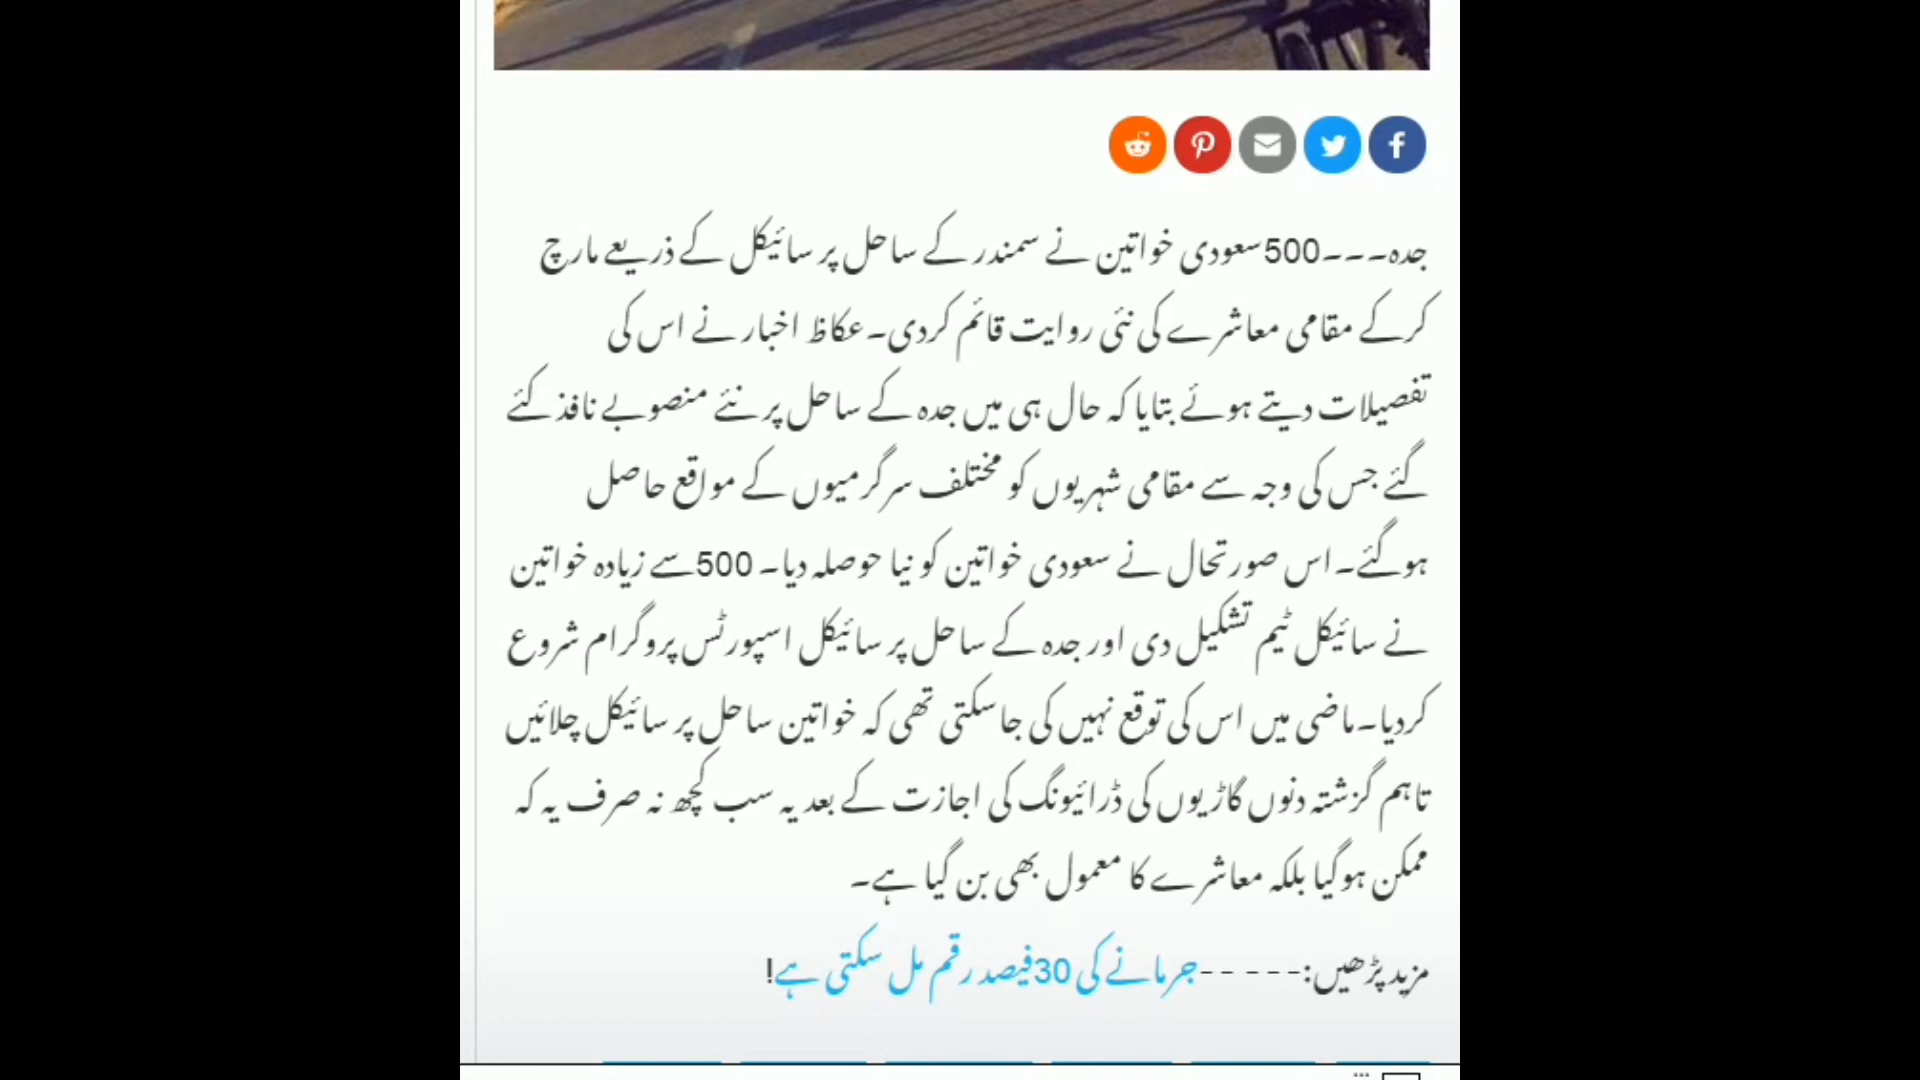 جدہ۔۔۔500سعودی خواتین نے سمندر کے ساحل پر سائیکل کے ذریعے مارچ
کرکے مقامی معاشرے کی نئی روایت قائم کردی۔عکاظ اخبار نے اس کی
تفصیلات دیتے ہوئے بتایا کہ حال ہی میں جدہ کے ساحل پر نئے منصوبے نافذ کئے
گئے جس کی وجہ سے مقامی شہریوں کو مختلف سرگرمیوں کے مواقع حاصل
ہوگئے۔اس صورتحال نے سعودی خواتین کو نیا حوصلہ دیا۔ 500سے زیادہ خواتین
نے سائیکل ٹیم تشکیل دی اور جدہ کے ساحل پر سائیکل اسپورٹس پروگرام شروع
کردیا۔ماضی میں اس کی توقع نہیں کی جاسکتی تھی کہ خواتین ساحل پر سائیکل چلائیں
تاہم گزشتہ دنوں گاڑیوں کی ڈرائیونگ کی اجازت کے بعد یہ سب کچھ نہ صرف یہ کہ
ممکن ہوگیا بلکہ معاشرے کا معمول بھی بن گیا ہے۔
مزید پڑھیں:-----جرمانے کی 30فیصد رقم مل سکتی ہے!